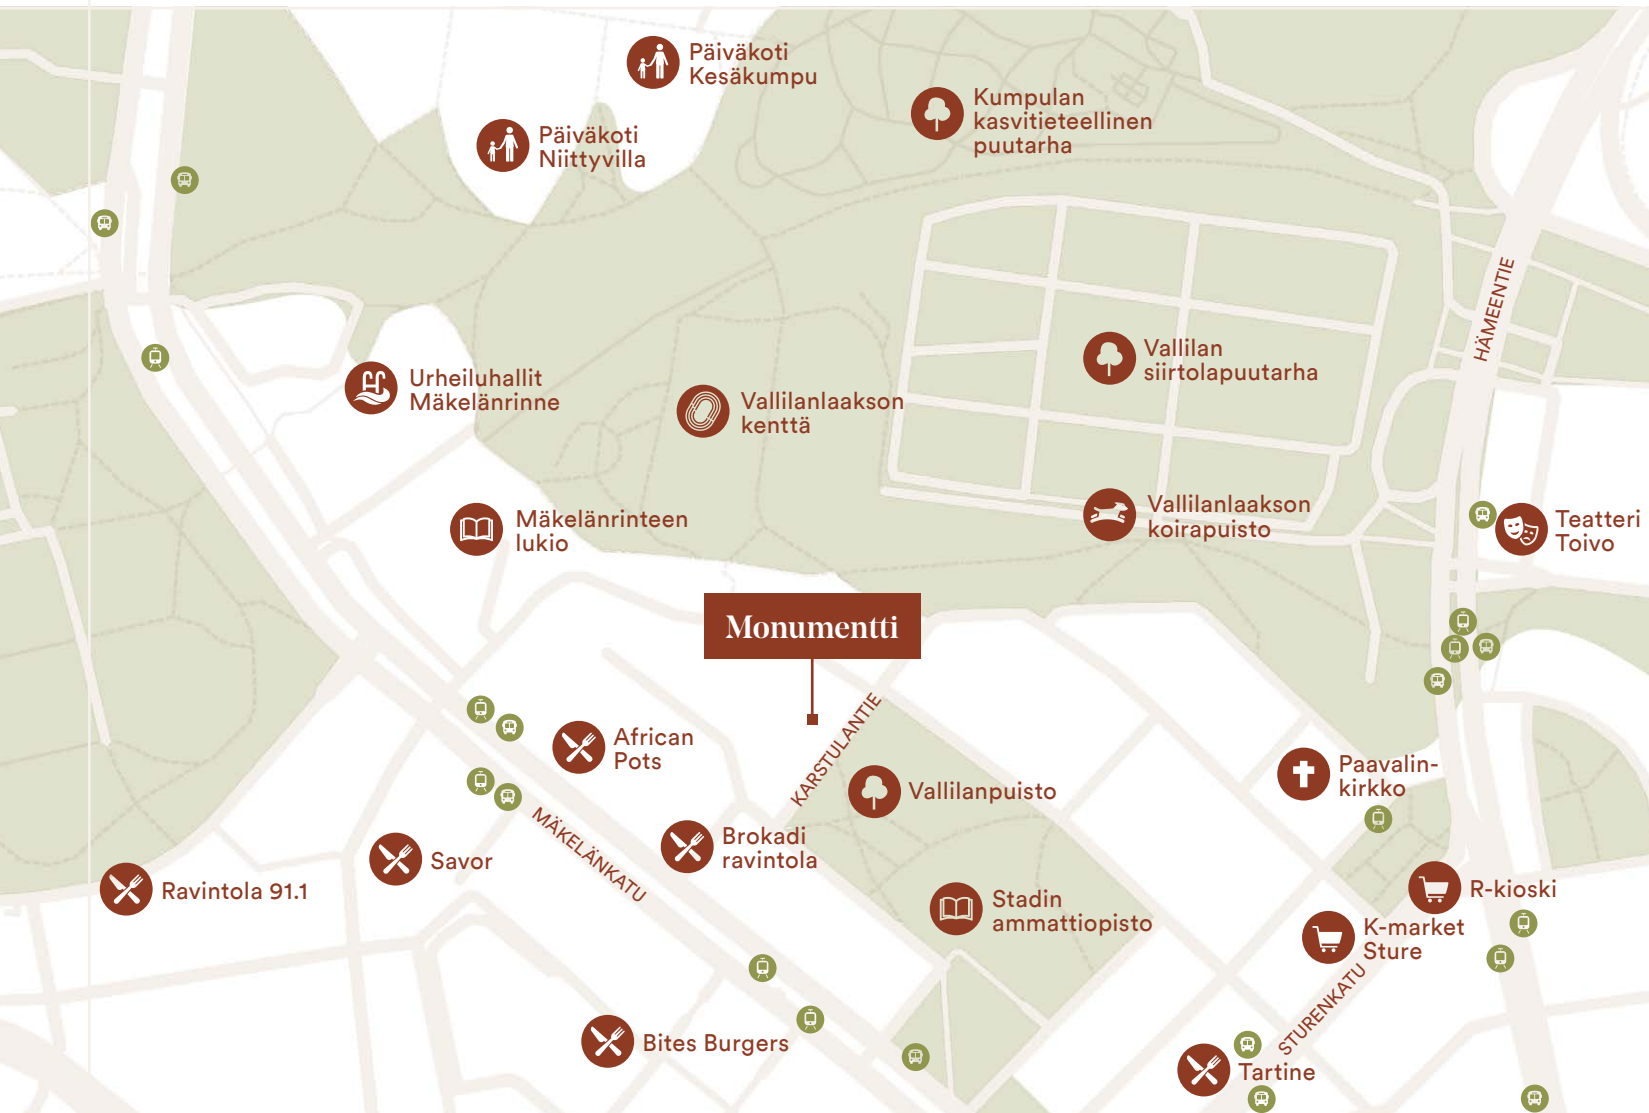 Päiväkoti
Kesäkumpu
Kumpulan
kasvitieteellinen
puutarha
Päiväkoti
Niittyvilla
HÄMEENTIE
Vallilan
siirtolapuutarha
Urheiluhallit
Mäkelänrinne
Vallilanlaakson
kenttä
Vallilanlaakson
koirapuisto
Mäkelänrinteen
lukio
Teatteri
Toivo
Monumentti
KARSTULANTIE
African
Pots
Paavalin-
kirkko
Vallilanpuisto
MÄKELÄNKATU
Brokadi
ravintola
Savor
Ravintola 91.1
R-kioski
Stadin
ammattiopisto
K-market
Sture
STURENKATU
Bites Burgers
Tartine